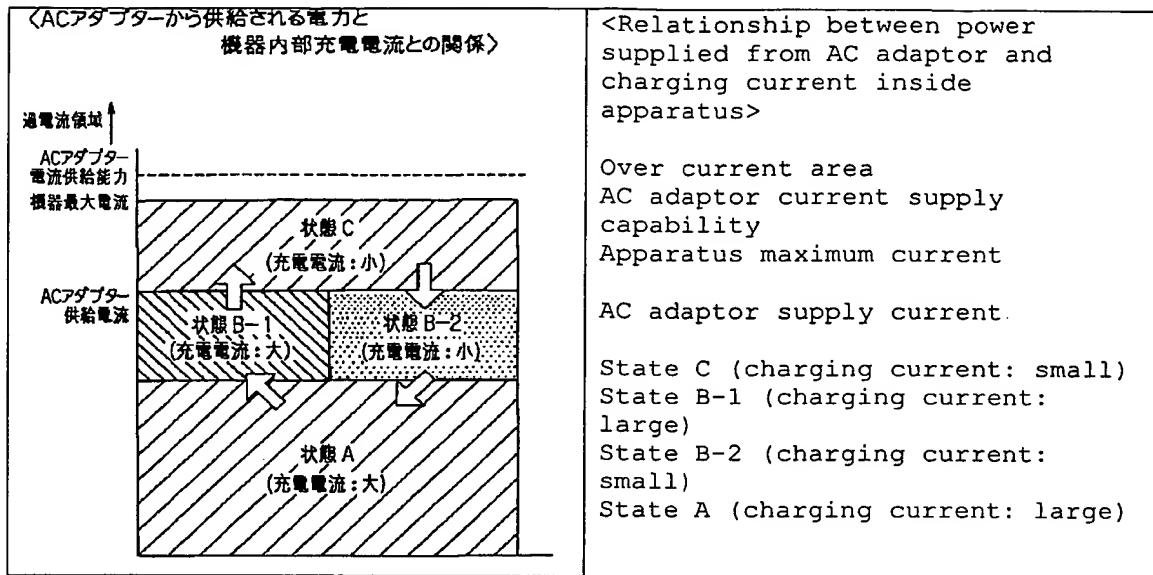 〈ACアダプターから供給される電力と
機器内部充電電流との関係〉
過電流領域
ACアダプター
電流供給能力
機器最大電流
状態 C
(充電電流:小)
ACアダプター
供給電流
状態 B-1
(充電電流:大)
状態 B-2
(充電電流:小)
状態 A
(充電電流:大)
<Relationship between power
supplied from AC adaptor and
charging current inside
apparatus>
Over current area
AC adaptor current supply
capability
Apparatus maximum current
AC adaptor supply current
State C (charging current: small)
State B-1 (charging current:
large)
State B-2 (charging current:
small)
State A (charging current: large)